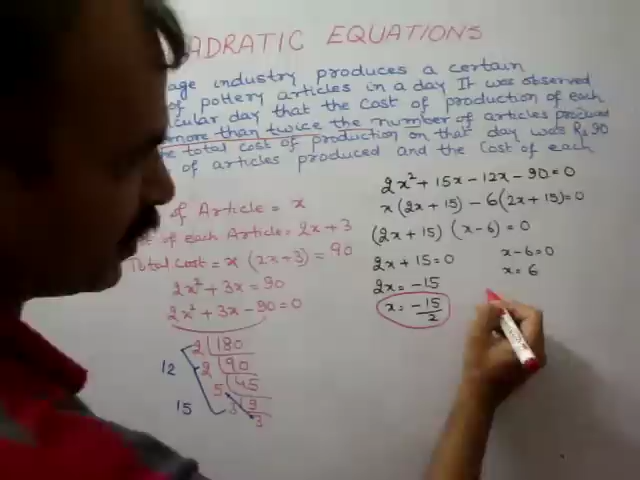 ADRATIC EQUATIONS
age industry produces a certain
of pottery articles in a day It was observed
cular day that the cost of production of each
more than twice the number of articles produced
total cost of production on that day was Rs 90
of articles produced and the Cost of each
of Article = x
of each Article = 2x + 3
Total Cost = x (2x+3) = 90
2x² + 3x = 90
2x² + 3x - 90 = 0
2 180
2 90
5 45
3 9
3
12
15
2x² + 15x - 12x - 90 = 0
x(2x + 15) - 6(2x + 15) = 0
(2x + 15) (x - 6) = 0
2x + 15 = 0
2x = -15
x = -15/2
x - 6 = 0
x = 6